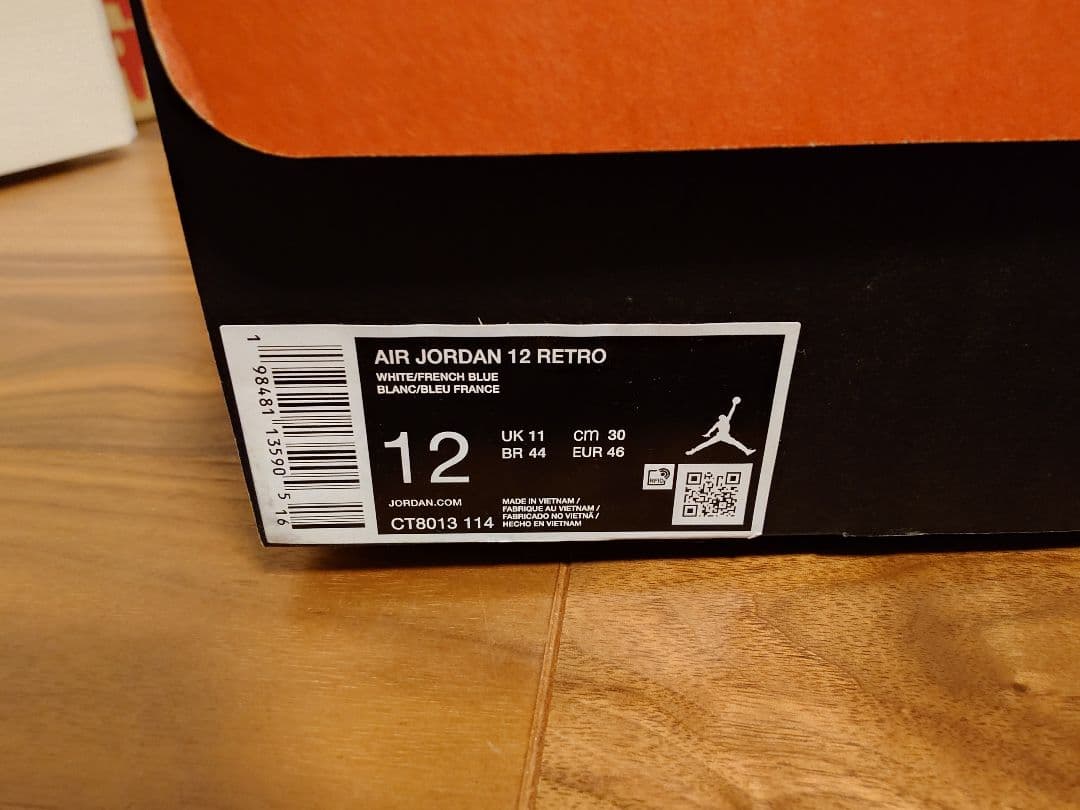 AIR JORDAN 12 RETRO
WHITE/FRENCH BLUE
BLANC/BLEU FRANCE
12
UK 11 cm 30
BR 44 EUR 46
JORDAN.COM
CT8013 114
MADE IN VIETNAM /
FABRIQUE AU VIETNAM /
FABRICADO NO VIETNÃ /
HECHO EN VIETNAM
RFID
1 98481 13590 5 16